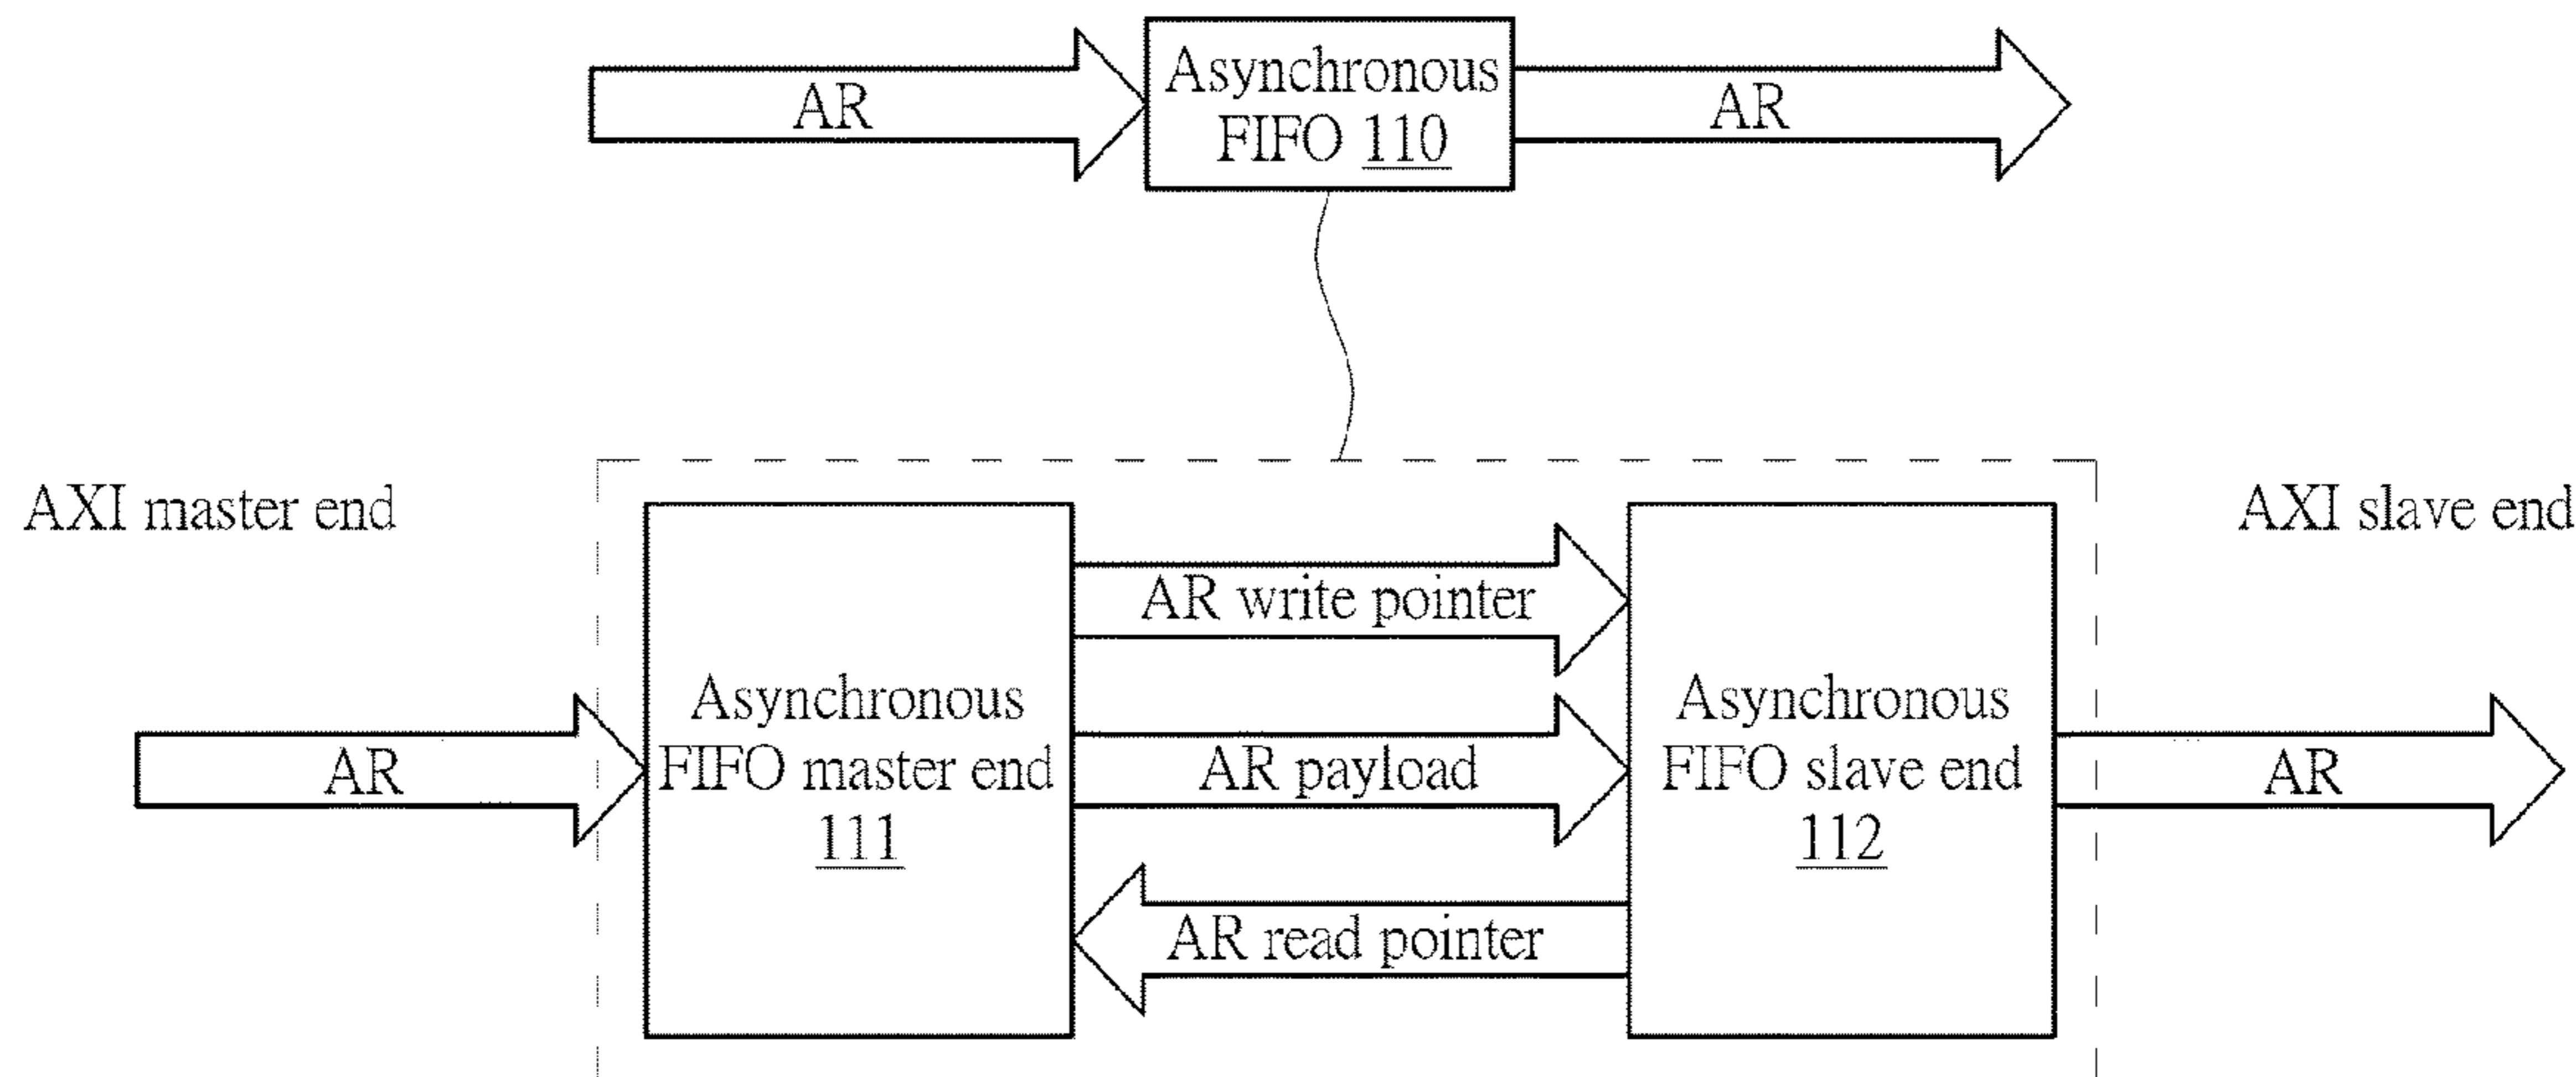 AR
Asynchronous
FIFO 110
AR
AXI master end
AXI slave end
AR write pointer
Asynchronous
FIFO master end
111
Asynchronous
FIFO slave end
112
AR
AR payload
AR
AR read pointer